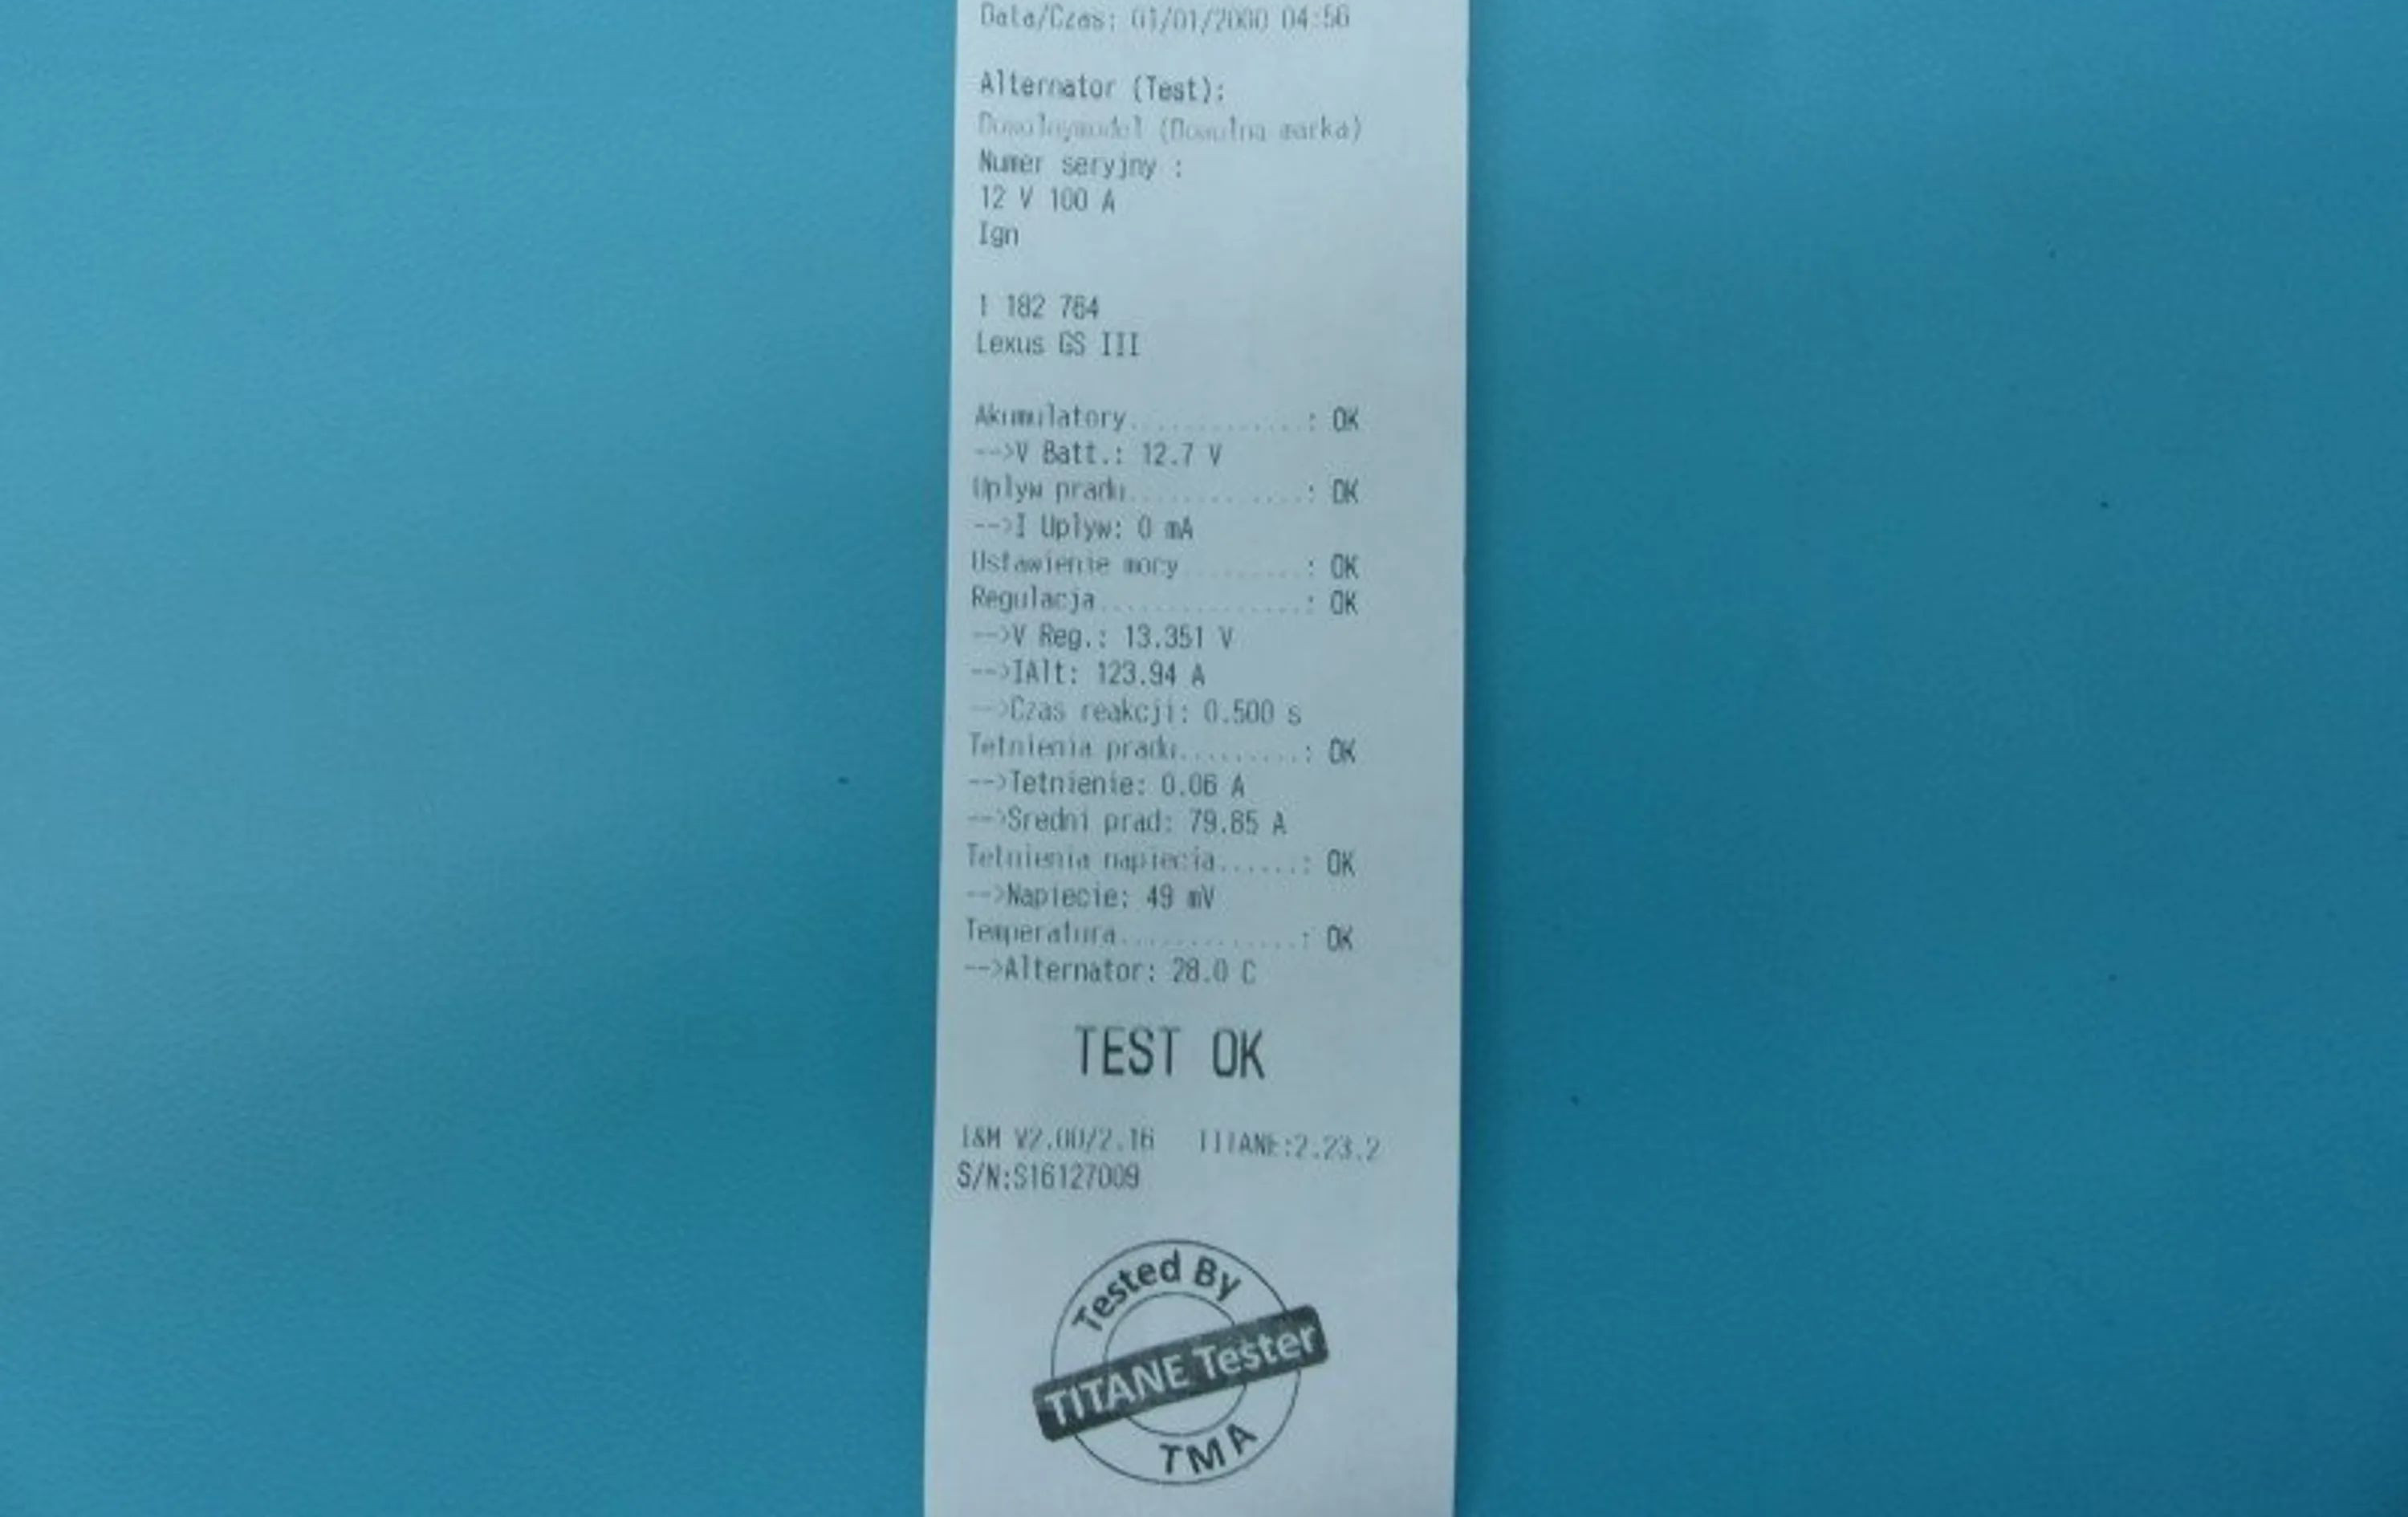 Data/Czas: 01/01/2000 04:56
Alternator (Test):
Dowolnymodel (Dowolna marka)
Numer seryjny :
12 V 100 A
Ign
1 182 764
Lexus GS III
Akumulatory.............: OK
-->V Batt.: 12.7 V
Uplyw pradu.............: OK
-->I Uplyw: 0 mA
Ustawienie mocy.........: OK
Regulacja...............: OK
-->V Reg.: 13.351 V
-->IAlt: 123.94 A
-->Czas reakcji: 0.500 s
Tetnienia pradu.........: OK
-->Tetnienie: 0.06 A
-->Sredni prad: 79.85 A
Tetnienia napiecia......: OK
-->Napiecie: 49 mV
Temperatura.............: OK
-->Alternator: 28.0 C
TEST OK
I&M V2.00/2.16 TITANE:2.23.2
S/N:S16127009
Tested By
TITANE Tester
TMA